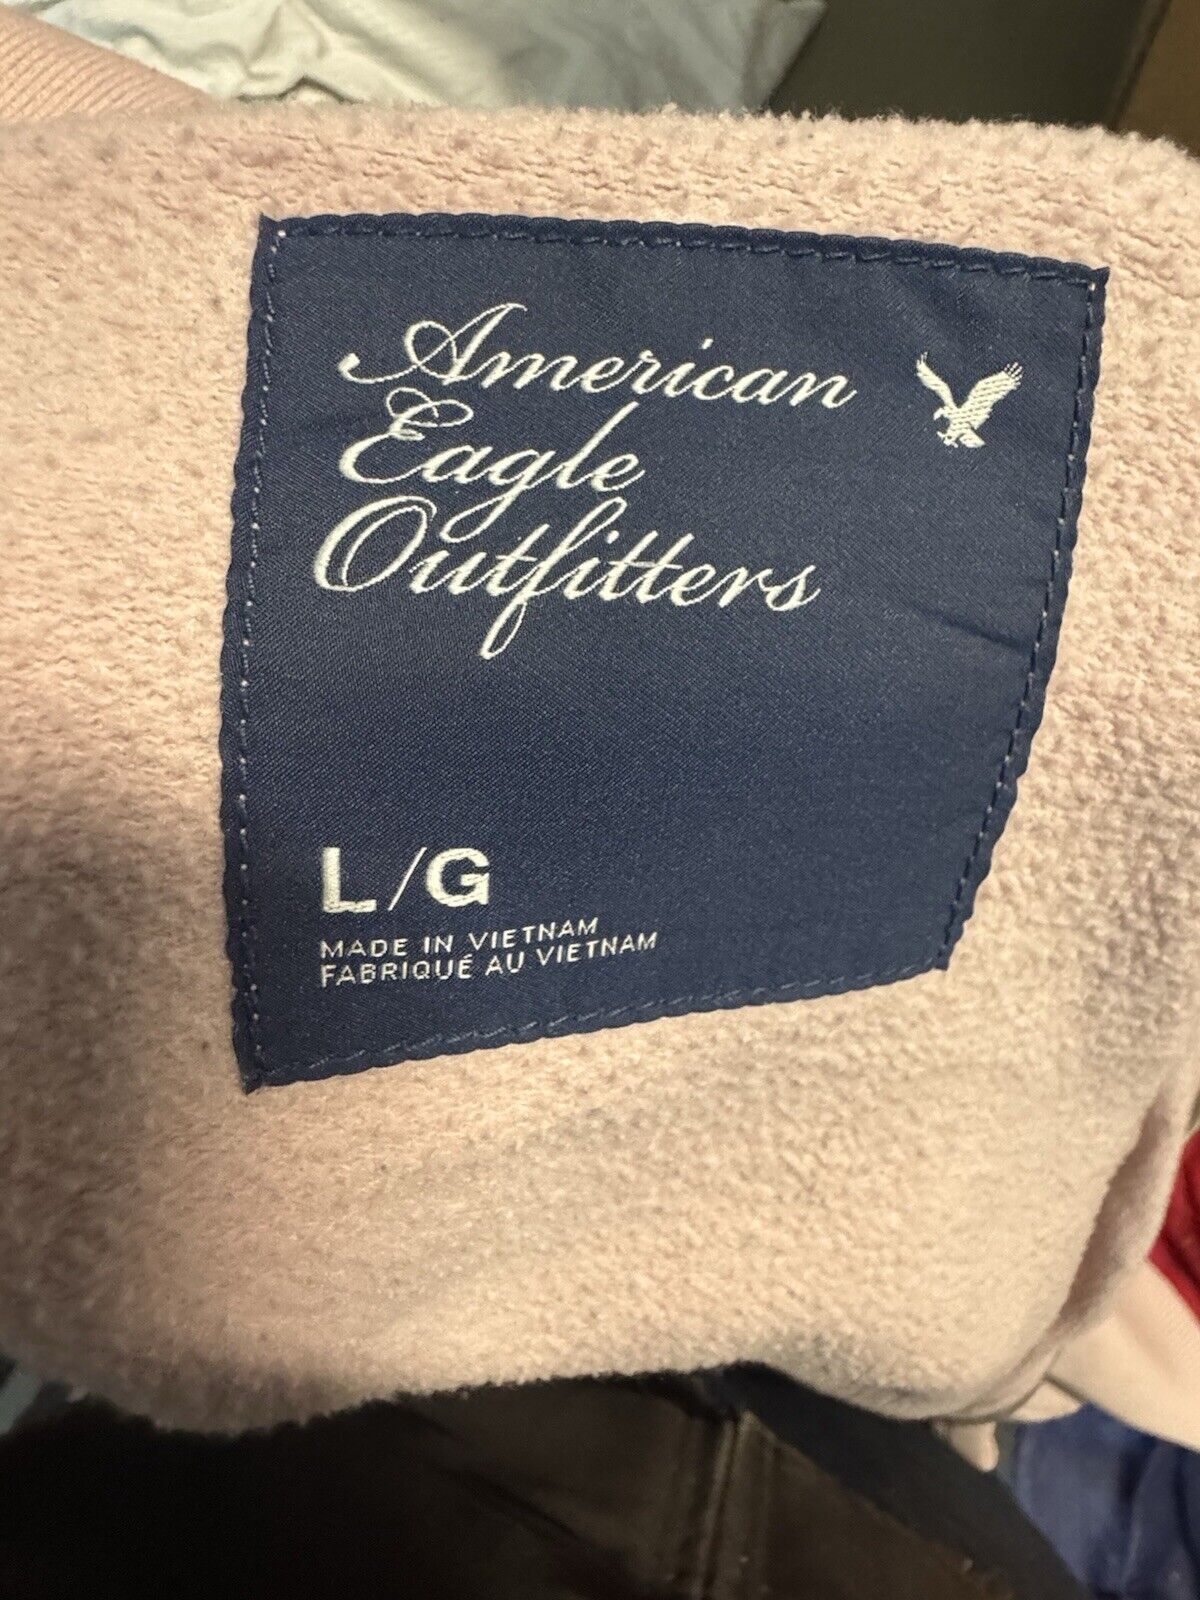 American
Eagle
Outfitters
L/G
MADE IN VIETNAM
FABRIQUÉ AU VIETNAM